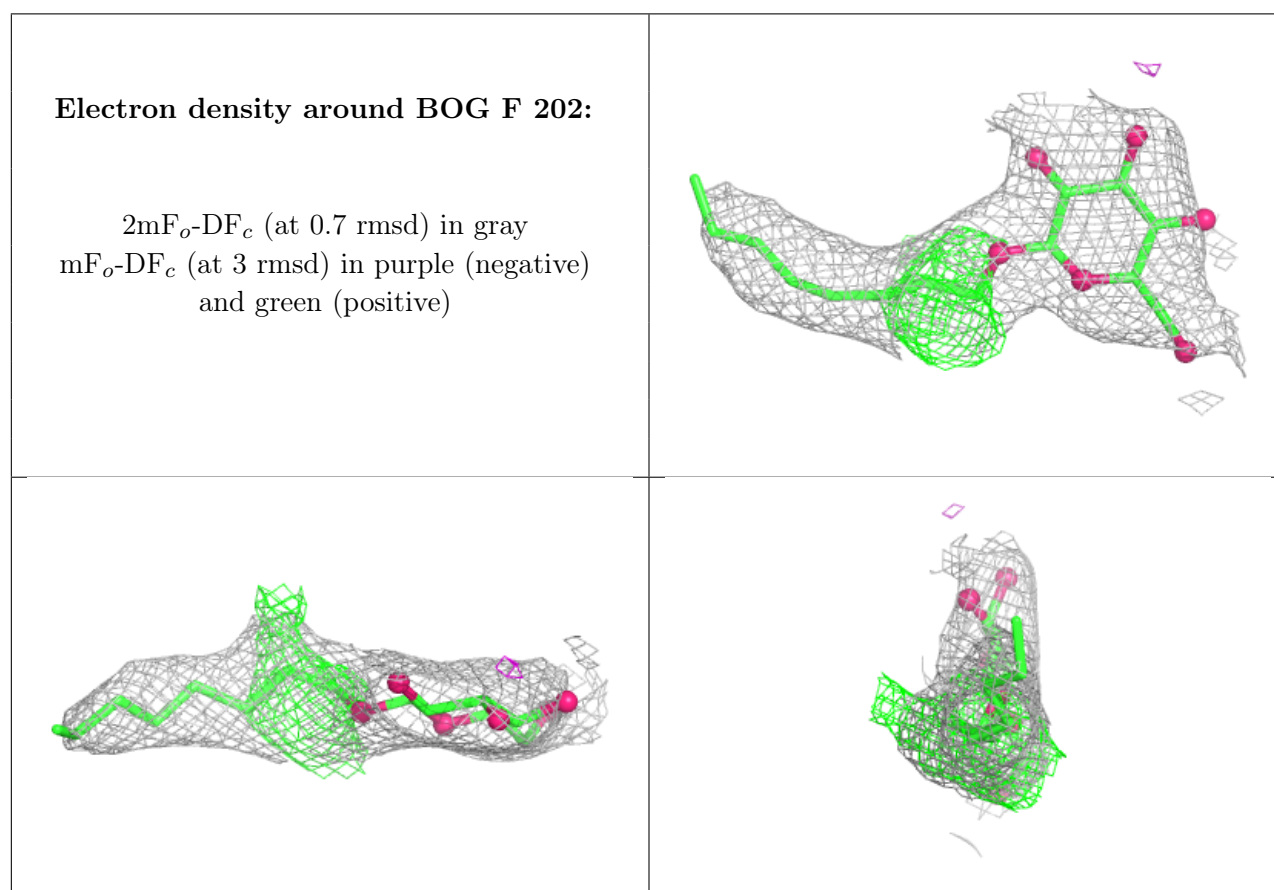 Electron density around BOG F 202:
2mFo-DFc (at 0.7 rmsd) in gray
mFo-DFc (at 3 rmsd) in purple (negative)
and green (positive)